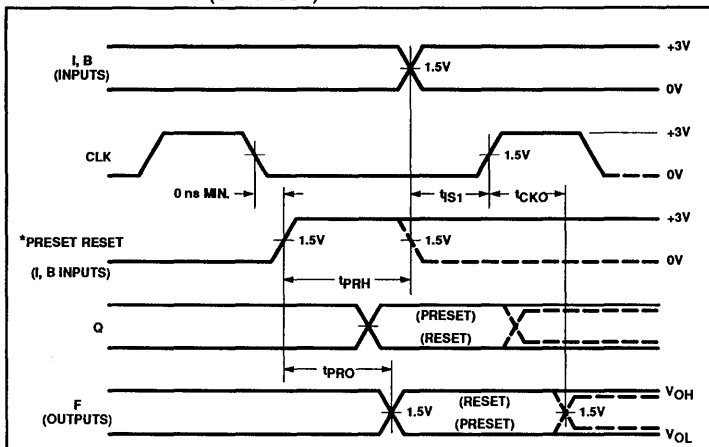 I, B
(INPUTS)
1.5V
+3V
0V
CLK
1.5V
+3V
0V
0 ns MIN.
tIS1
tCKO
*PRESET RESET
(I, B INPUTS)
1.5V
1.5V
+3V
0V
tPRH
Q
(PRESET)
(RESET)
tPRO
F
(OUTPUTS)
1.5V
(RESET)
(PRESET)
1.5V
VOH
VOL